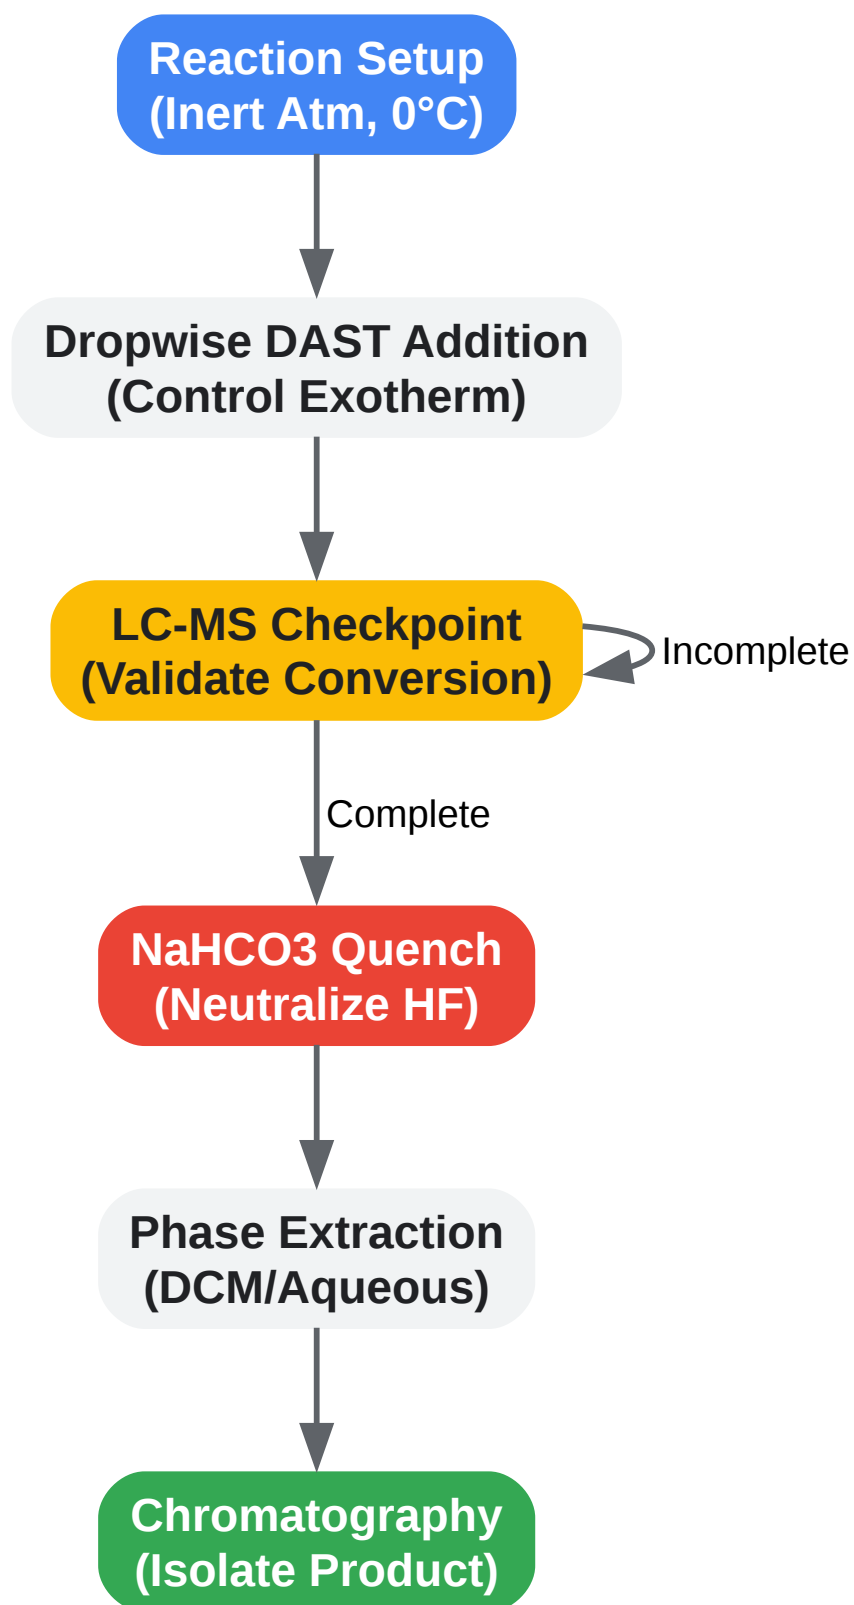 Reaction Setup
(Inert Atm, 0°C)
Dropwise DAST Addition
(Control Exotherm)
LC-MS Checkpoint
(Validate Conversion)
Incomplete
Complete
NaHCO3 Quench
(Neutralize HF)
Phase Extraction
(DCM/Aqueous)
Chromatography
(Isolate Product)